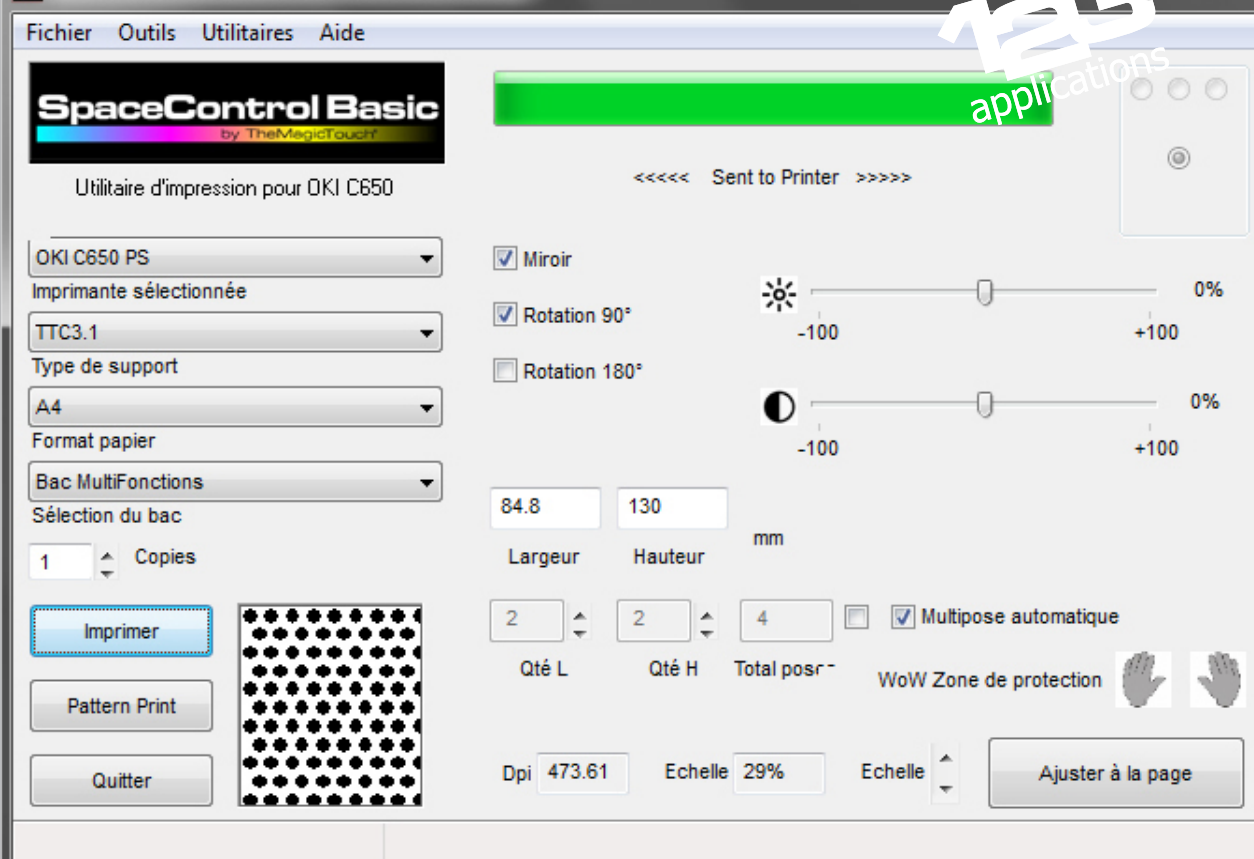 Fichier Outils Utilitaires Aide
123
applications
SpaceControl Basic
by TheMagicTouch
Utilitaire d'impression pour OKI C650
<<<<< Sent to Printer >>>>>
OKI C650 PS
Imprimante sélectionnée
TTC3.1
Type de support
A4
Format papier
Bac MultiFonctions
Sélection du bac
1 Copies
Imprimer
Pattern Print
Quitter
Miroir
Rotation 90°
Rotation 180°
0%
-100 +100
0%
-100 +100
84.8 130 mm
Largeur Hauteur
2 2 4 Multipose automatique
Qté L Qté H Total
WoW Zone de protection
Dpi 473.61 Echelle 29% Echelle
Ajuster à la page